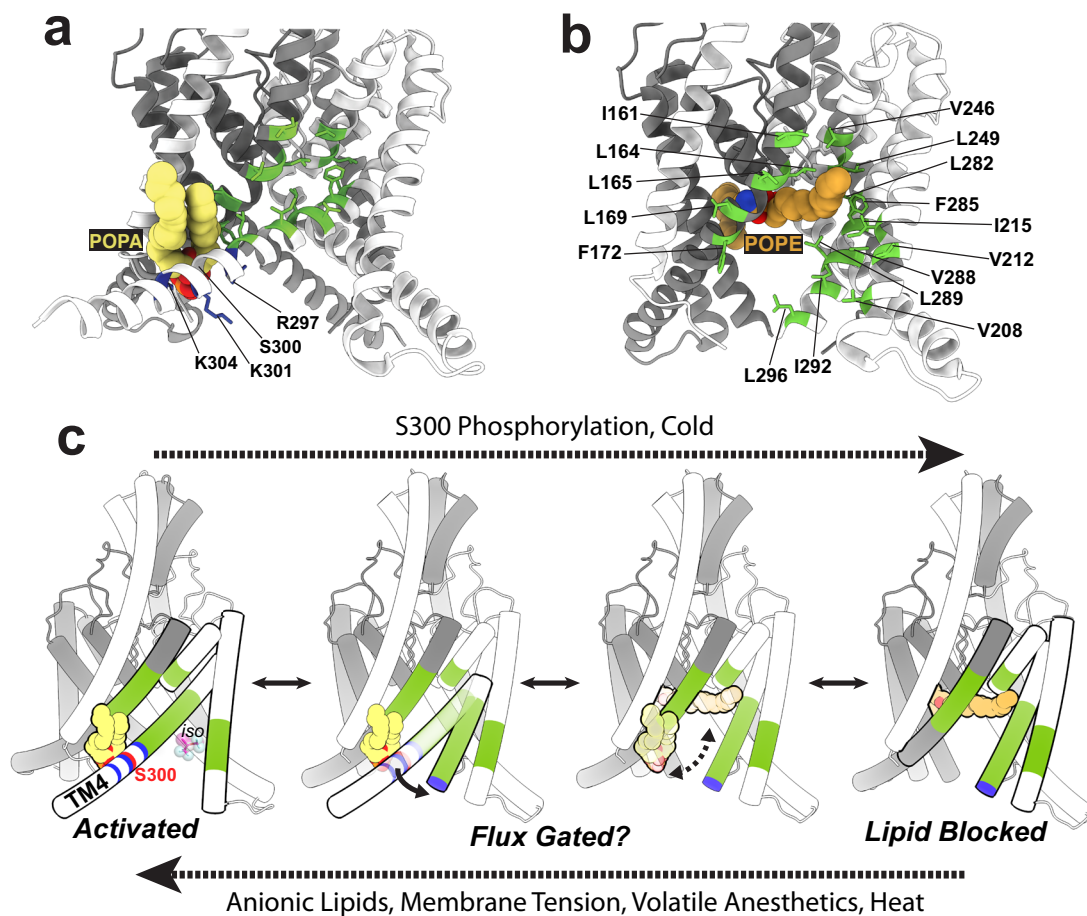 a
POPA
R297
S300
K304
K301
b
I161
V246
L164
L249
L165
L282
L169
F285
I215
F172
POPE
V212
V288
L289
V208
I292
L296
c
S300 Phosphorylation, Cold
iso
S300
TM4
Activated
Flux Gated?
Lipid Blocked
Anionic Lipids, Membrane Tension, Volatile Anesthetics, Heat